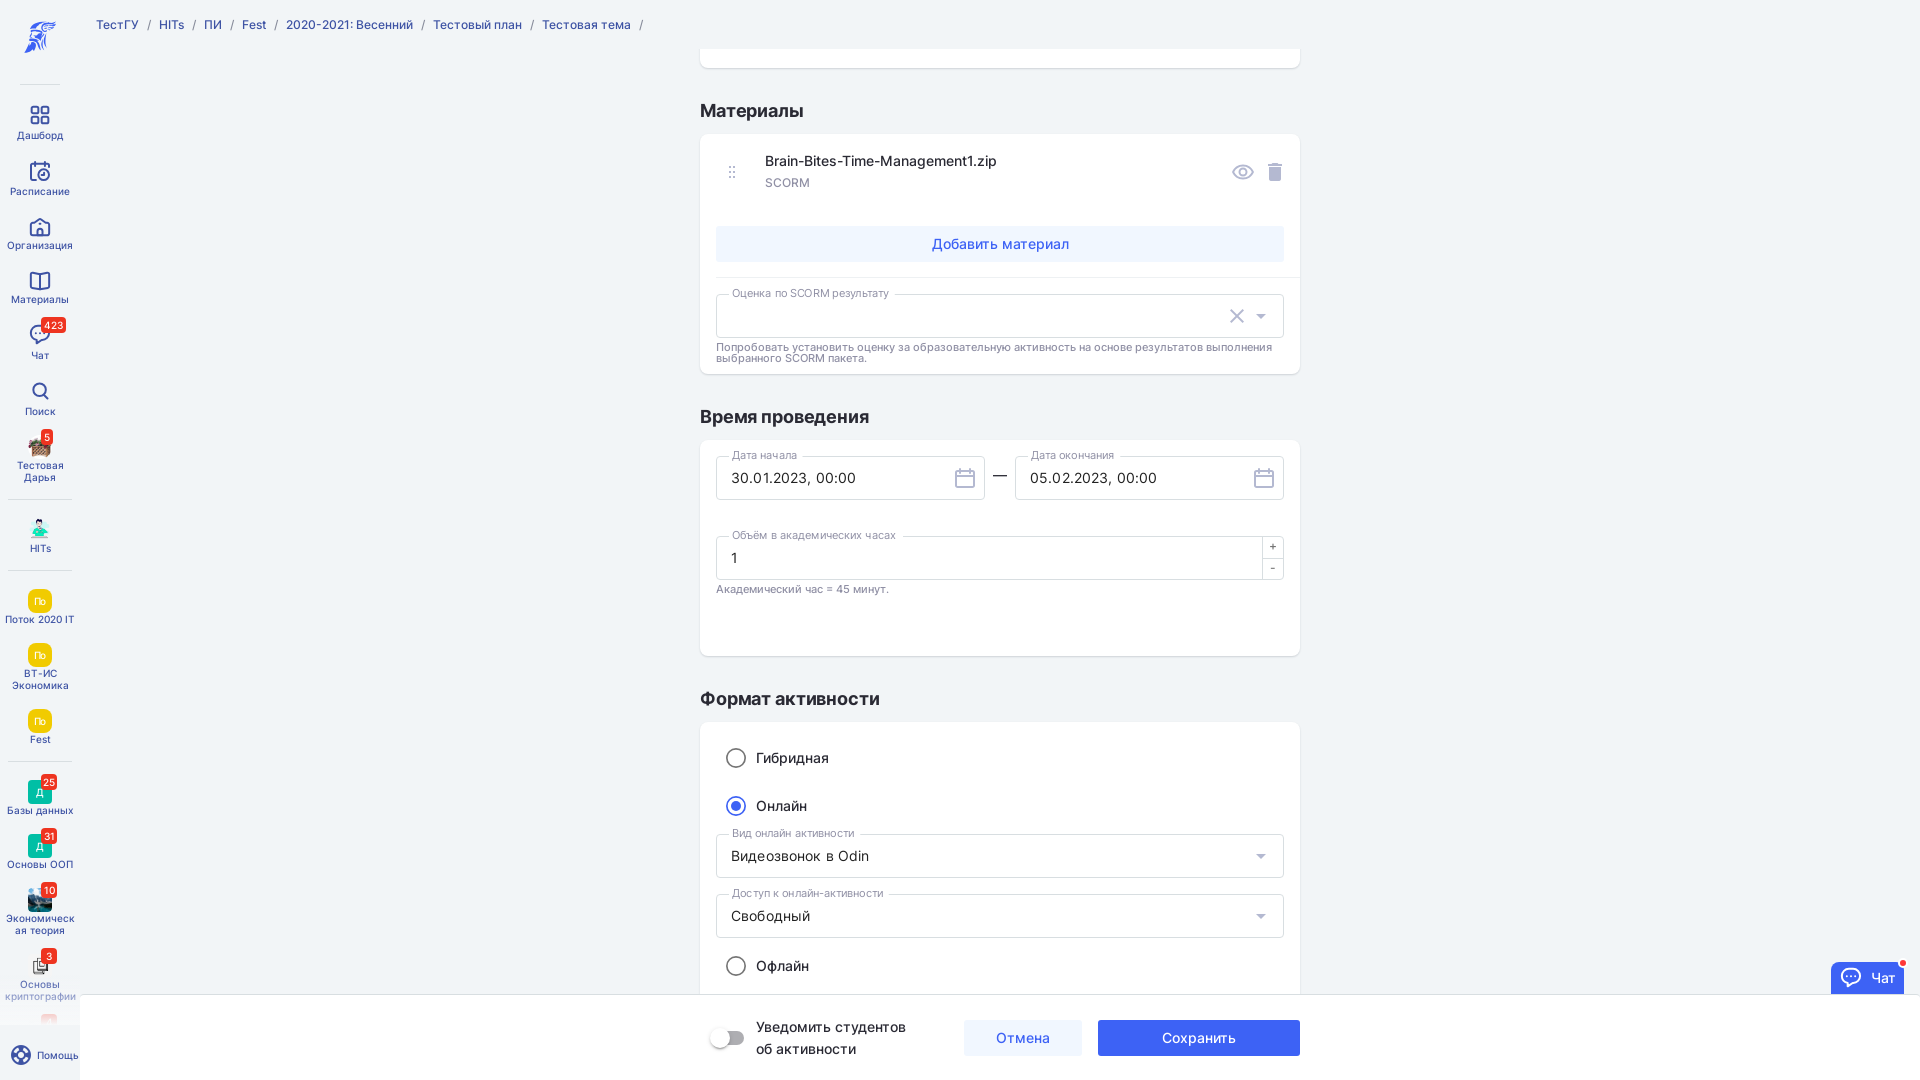 ТестГУ / HITs / ПИ / Fest / 2020-2021: Весенний / Тестовый план / Тестовая тема /
Дашборд
Расписание
Организация
Материалы
423
Чат
Поиск
5
Тестовая
Дарья
HITs
По
Поток 2020 IT
По
ВТ-ИС
Экономика
По
Fest
25
Д
Базы данных
31
Д
Основы ООП
10
Экономическ
ая теория
3
Основы
криптографии
Помощь
Материалы
Brain-Bites-Time-Management1.zip
SCORM
Добавить материал
Оценка по SCORM результату
Попробовать установить оценку за образовательную активность на основе результатов выполнения
выбранного SCORM пакета.
Время проведения
Дата начала
30.01.2023, 00:00
—
Дата окончания
05.02.2023, 00:00
Объём в академических часах
1
+
-
Академический час = 45 минут.
Формат активности
Гибридная
Онлайн
Вид онлайн активности
Видеозвонок в Odin
Доступ к онлайн-активности
Свободный
Офлайн
Чат
Уведомить студентов
об активности
Отмена
Сохранить